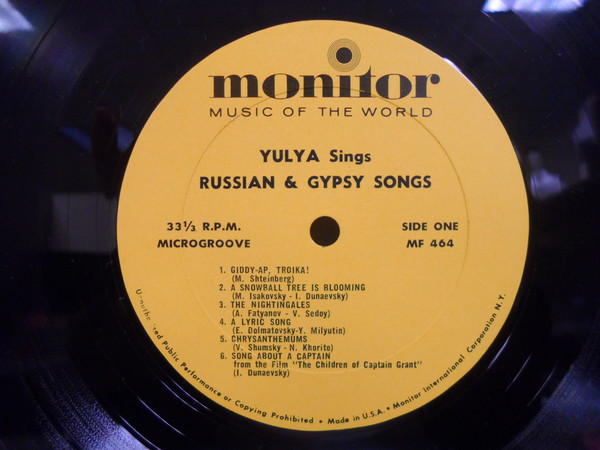 monitor
MUSIC OF THE WORLD
YULYA Sings
RUSSIAN & GYPSY SONGS
33⅓ R.P.M.
MICROGROOVE
SIDE ONE
MF 464
1. GIDDY-AP, TROIKA!
(M. Shteinberg)
2. A SNOWBALL TREE IS BLOOMING
(M. Isakovsky - I. Dunaevsky)
3. THE NIGHTINGALES
(A. Fatyanov - V. Sedoy)
4. A LYRIC SONG
(E. Dolmatovsky-Y. Milyutin)
5. CHRYSANTHEMUMS
(V. Shumsky - N. Khorito)
6. SONG ABOUT A CAPTAIN
from the Film "The Children of Captain Grant"
(I. Dunaevsky)
Public Performance or Copying Prohibited • Made in U.S.A. • Monitor International Corporation N.Y.